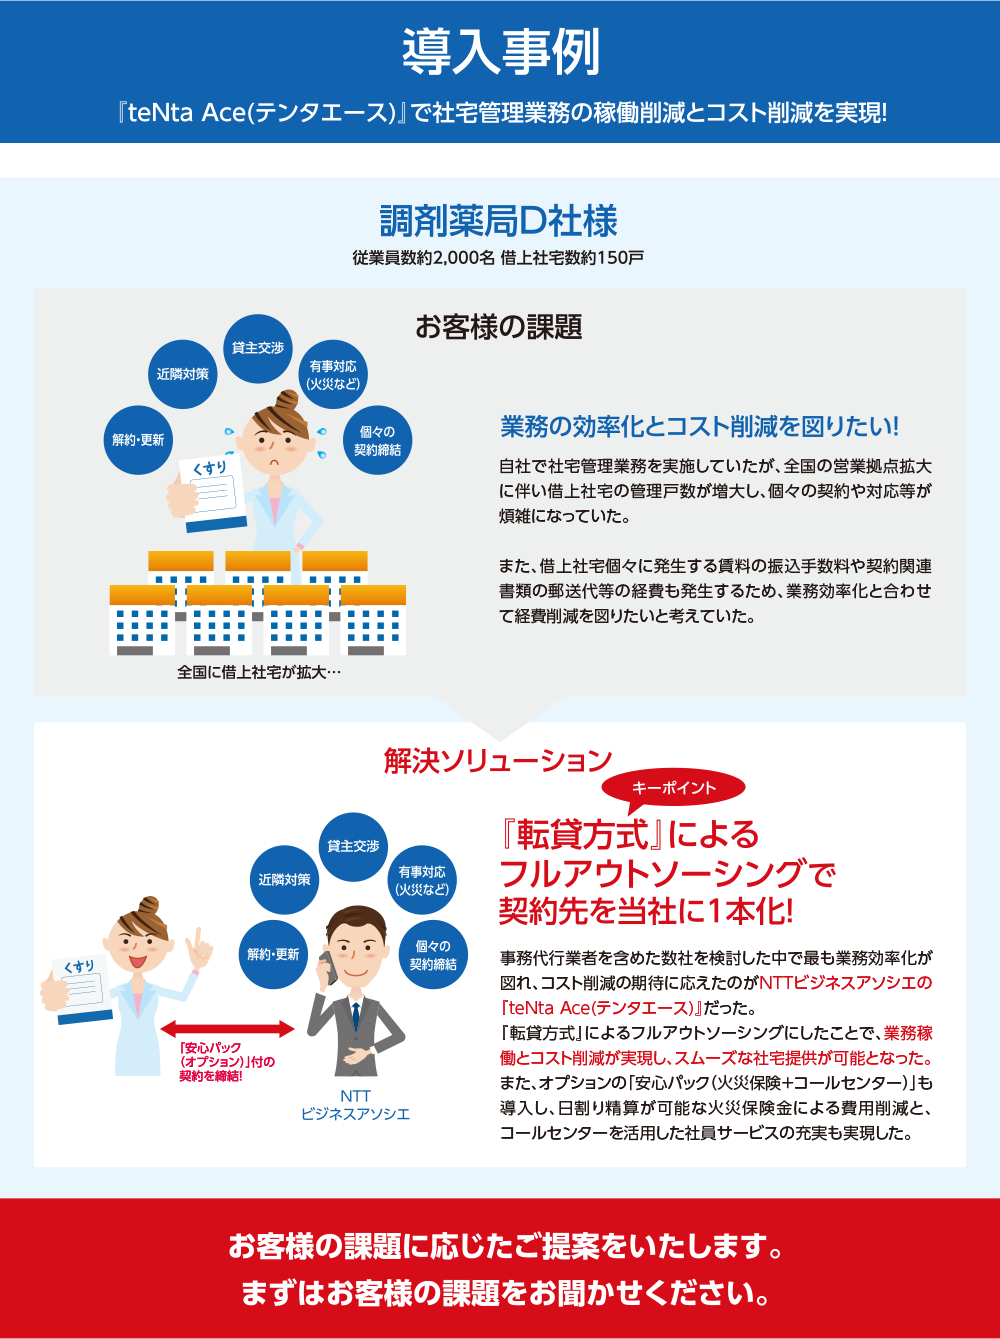 導入事例
『teNta Ace(テンタエース)』で社宅管理業務の稼働削減とコスト削減を実現!
調剤薬局D社様
従業員数約2,000名 借上社宅数約150戸
お客様の課題
貸主交渉
近隣対策
有事対応
(火災など)
解約・更新
個々の
契約締結
くすり
全国に借上社宅が拡大…
業務の効率化とコスト削減を図りたい!
自社で社宅管理業務を実施していたが、全国の営業拠点拡大
に伴い借上社宅の管理戸数が増大し、個々の契約や対応等が
煩雑になっていた。
また、借上社宅個々に発生する賃料の振込手数料や契約関連
書類の郵送代等の経費も発生するため、業務効率化と合わせ
て経費削減を図りたいと考えていた。
解決ソリューション
キーポイント
『転貸方式』による
フルアウトソーシングで
契約先を当社に1本化!
貸主交渉
近隣対策
有事対応
(火災など)
解約・更新
個々の
契約締結
くすり
「安心パック
(オプション)」付の
契約を締結!
NTT
ビジネスアソシエ
事務代行業者を含めた数社を検討した中で最も業務効率化が
図れ、コスト削減の期待に応えたのがNTTビジネスアソシエの
『teNta Ace(テンタエース)』だった。
『転貸方式』によるフルアウトソーシングにしたことで、業務稼
働とコスト削減が実現し、スムーズな社宅提供が可能となった。
また、オプションの「安心パック(火災保険+コールセンター)」も
導入し、日割り精算が可能な火災保険金による費用削減と、
コールセンターを活用した社員サービスの充実も実現した。
お客様の課題に応じたご提案をいたします。
まずはお客様の課題をお聞かせください。